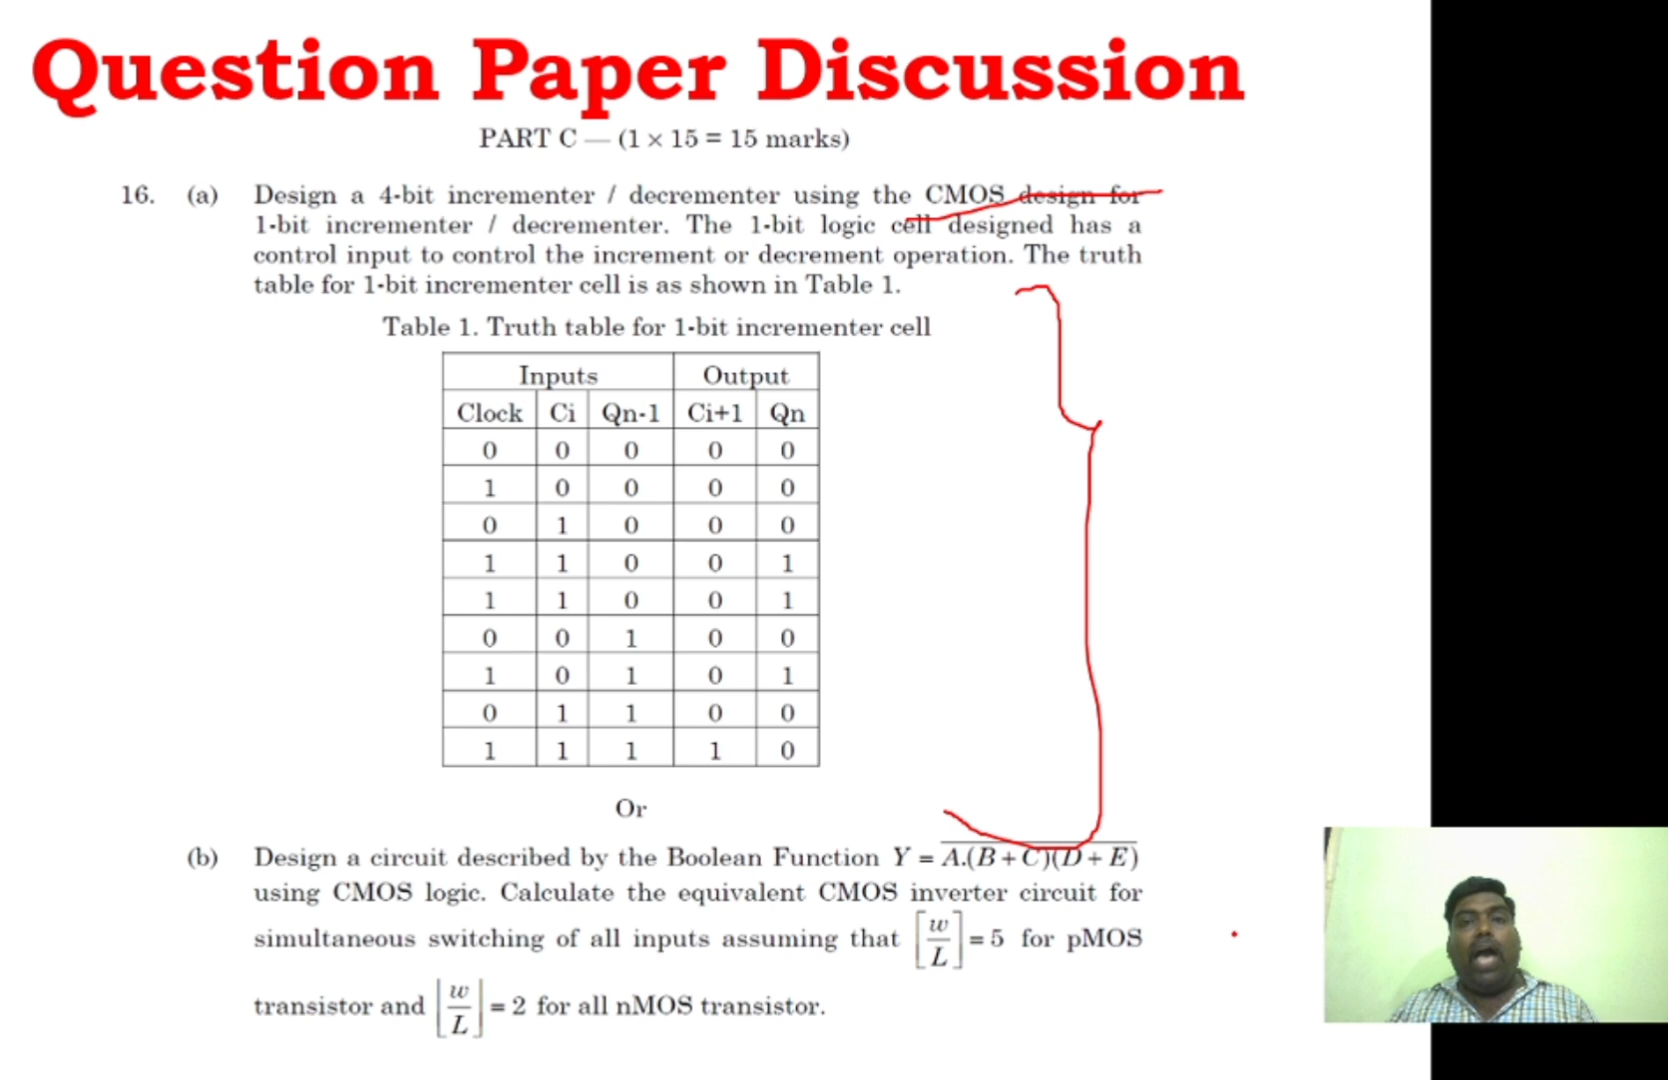 Question Paper Discussion
PART C — (1 × 15 = 15 marks)
16. (a) Design a 4-bit incrementer / decrementer using the CMOS design for
1-bit incrementer / decrementer. The 1-bit logic cell designed has a
control input to control the increment or decrement operation. The truth
table for 1-bit incrementer cell is as shown in Table 1.
Table 1. Truth table for 1-bit incrementer cell
Inputs Output
Clock Ci Qn-1 Ci+1 Qn
0 0 0 0 0
1 0 0 0 0
0 1 0 0 0
1 1 0 0 1
1 1 0 0 1
0 0 1 0 0
1 0 1 0 1
0 1 1 0 0
1 1 1 1 0
Or
(b) Design a circuit described by the Boolean Function Y = \overline{A.(B + C)(D + E)}
using CMOS logic. Calculate the equivalent CMOS inverter circuit for
simultaneous switching of all inputs assuming that [w/L] = 5 for pMOS
transistor and [w/L] = 2 for all nMOS transistor.